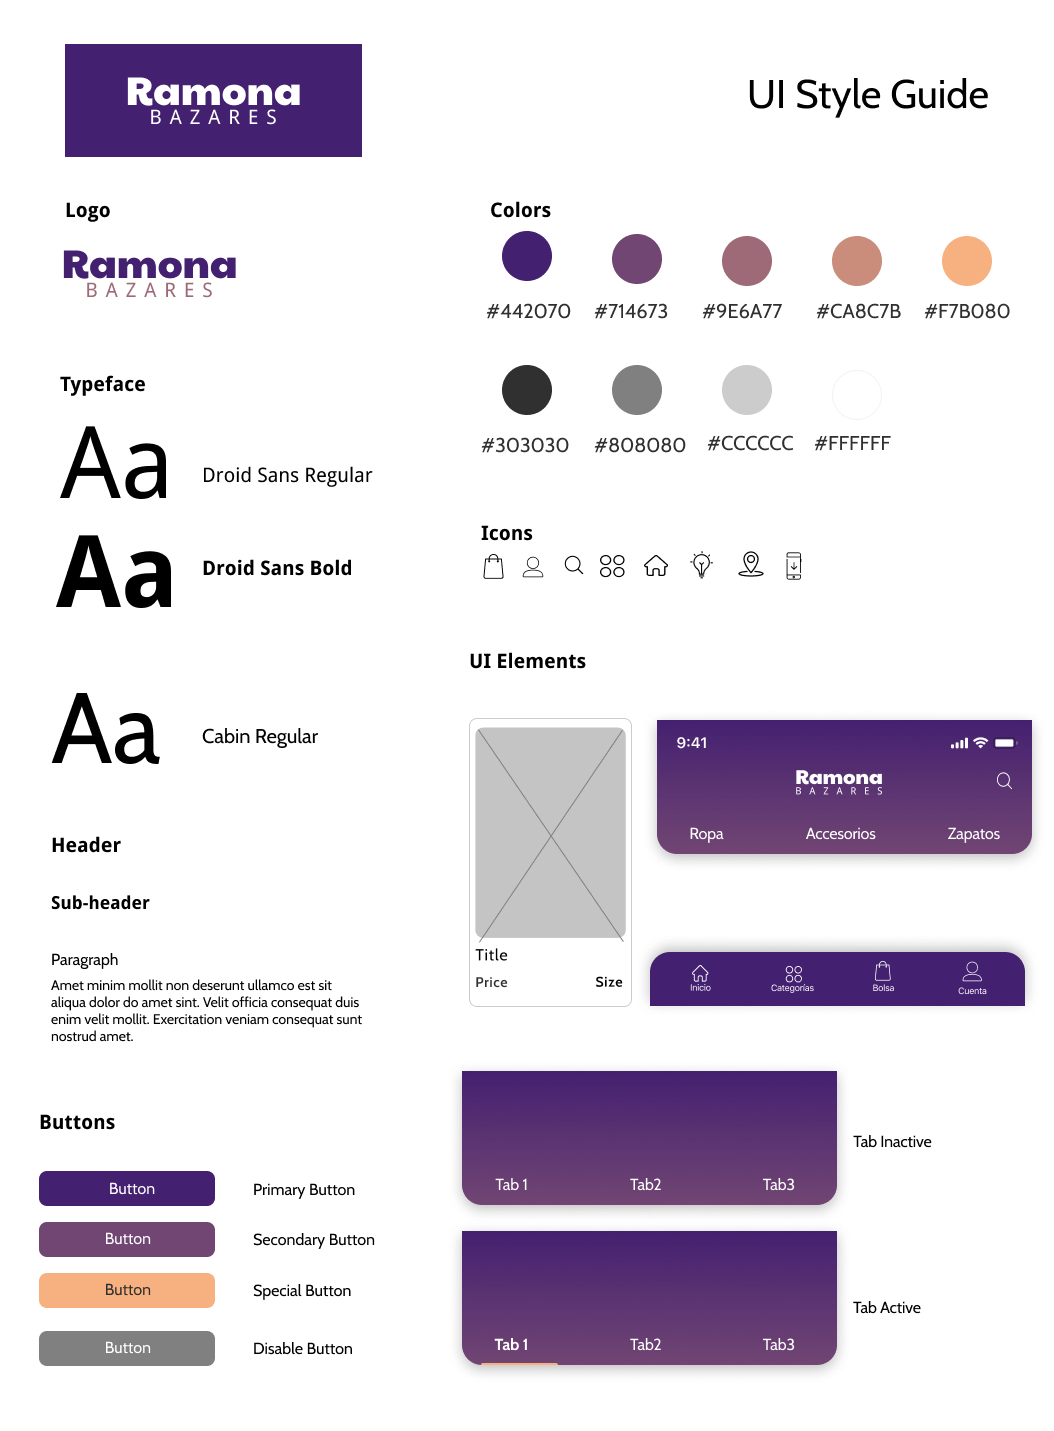 Ramona
BAZARES
UI Style Guide
Logo
Ramona
BAZARES
Colors
#442070
#714673
#9E6A77
#CA8C7B
#F7B080
#303030
#808080
#CCCCCC
#FFFFFF
Typeface
Aa
Droid Sans Regular
Aa
Droid Sans Bold
Aa
Cabin Regular
Icons
Header
Sub-header
Paragraph
Amet minim mollit non deserunt ullamco est sit
aliqua dolor do amet sint. Velit officia consequat duis
enim velit mollit. Exercitation veniam consequat sunt
nostrud amet.
Buttons
Button
Primary Button
Button
Secondary Button
Button
Special Button
Button
Disable Button
UI Elements
Title
Price
Size
9:41
Ramona
BAZARES
Ropa
Accesorios
Zapatos
Inicio
Categorías
Bolsa
Cuenta
Tab 1
Tab2
Tab3
Tab Inactive
Tab 1
Tab2
Tab3
Tab Active